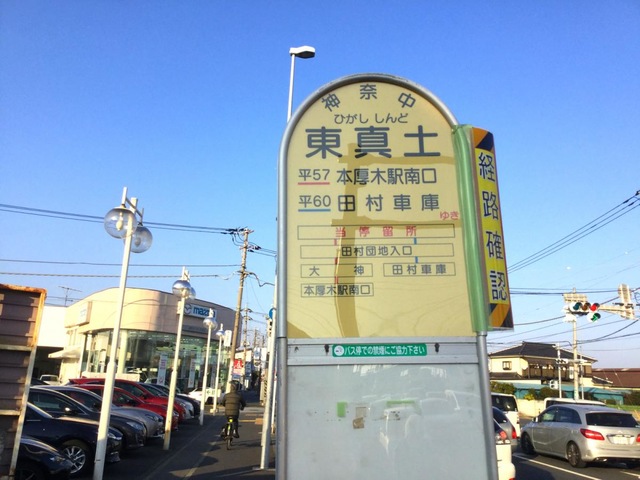 神奈中
ひがし しんど
東真土
平57 本厚木駅南口
平60 田村車庫
ゆき
当停留所
田村団地入口
大神 田村車庫
本厚木駅南口
バス停での禁煙にご協力下さい
経路確認
mazda